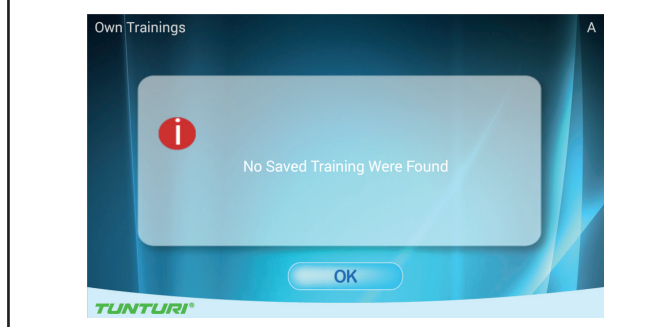 Own Trainings
A
i
No Saved Training Were Found
OK
TUNTURI®